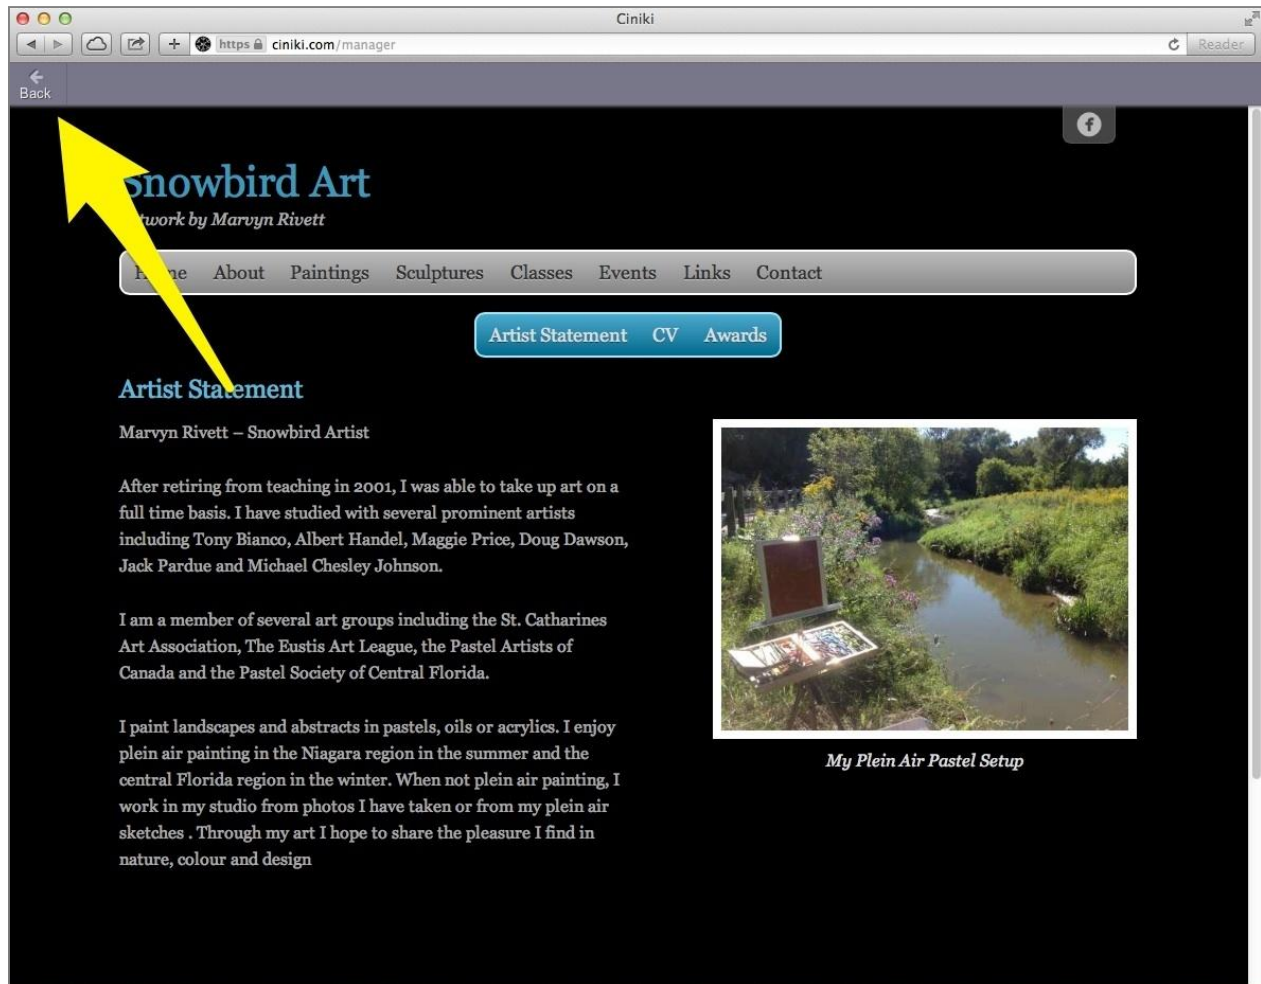 Ciniki
https ciniki.com/manager
Reader
Back
f
Snowbird Art
by Marvyn Rivett
About Paintings Sculptures Classes Events Links Contact
Artist Statement CV Awards
Artist Statement
Marvyn Rivett – Snowbird Artist
After retiring from teaching in 2001, I was able to take up art on a
full time basis. I have studied with several prominent artists
including Tony Bianco, Albert Handel, Maggie Price, Doug Dawson,
Jack Pardue and Michael Chesley Johnson.
I am a member of several art groups including the St. Catharines
Art Association, The Eustis Art League, the Pastel Artists of
Canada and the Pastel Society of Central Florida.
I paint landscapes and abstracts in pastels, oils or acrylics. I enjoy
plein air painting in the Niagara region in the summer and the
central Florida region in the winter. When not plein air painting, I
work in my studio from photos I have taken or from my plein air
sketches . Through my art I hope to share the pleasure I find in
nature, colour and design
My Plein Air Pastel Setup